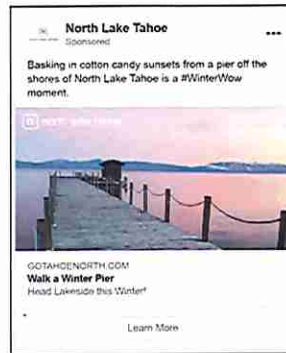 North Lake Tahoe
Sponsored
Basking in cotton candy sunsets from a pier off the
shores of North Lake Tahoe is a #WinterWow
moment.
GOTAHOENORTH.COM
Walk a Winter Pier
Head Lakeside this Winter!
Learn More